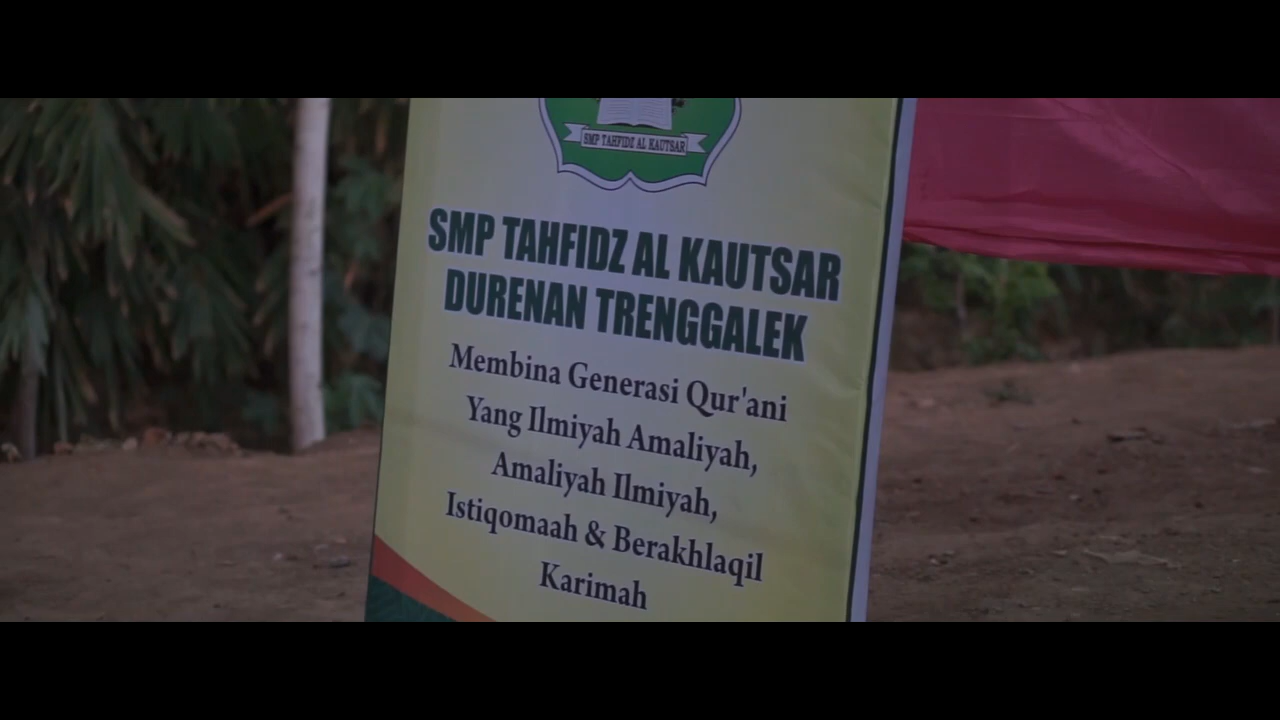 SMP TAHFIDZ AL KAUTSAR
SMP TAHFIDZ AL KAUTSAR
DURENAN TRENGGALEK
Membina Generasi Qur'ani
Yang Ilmiyah Amaliyah,
Amaliyah Ilmiyah,
Istiqomaah & Berakhlaqil
Karimah